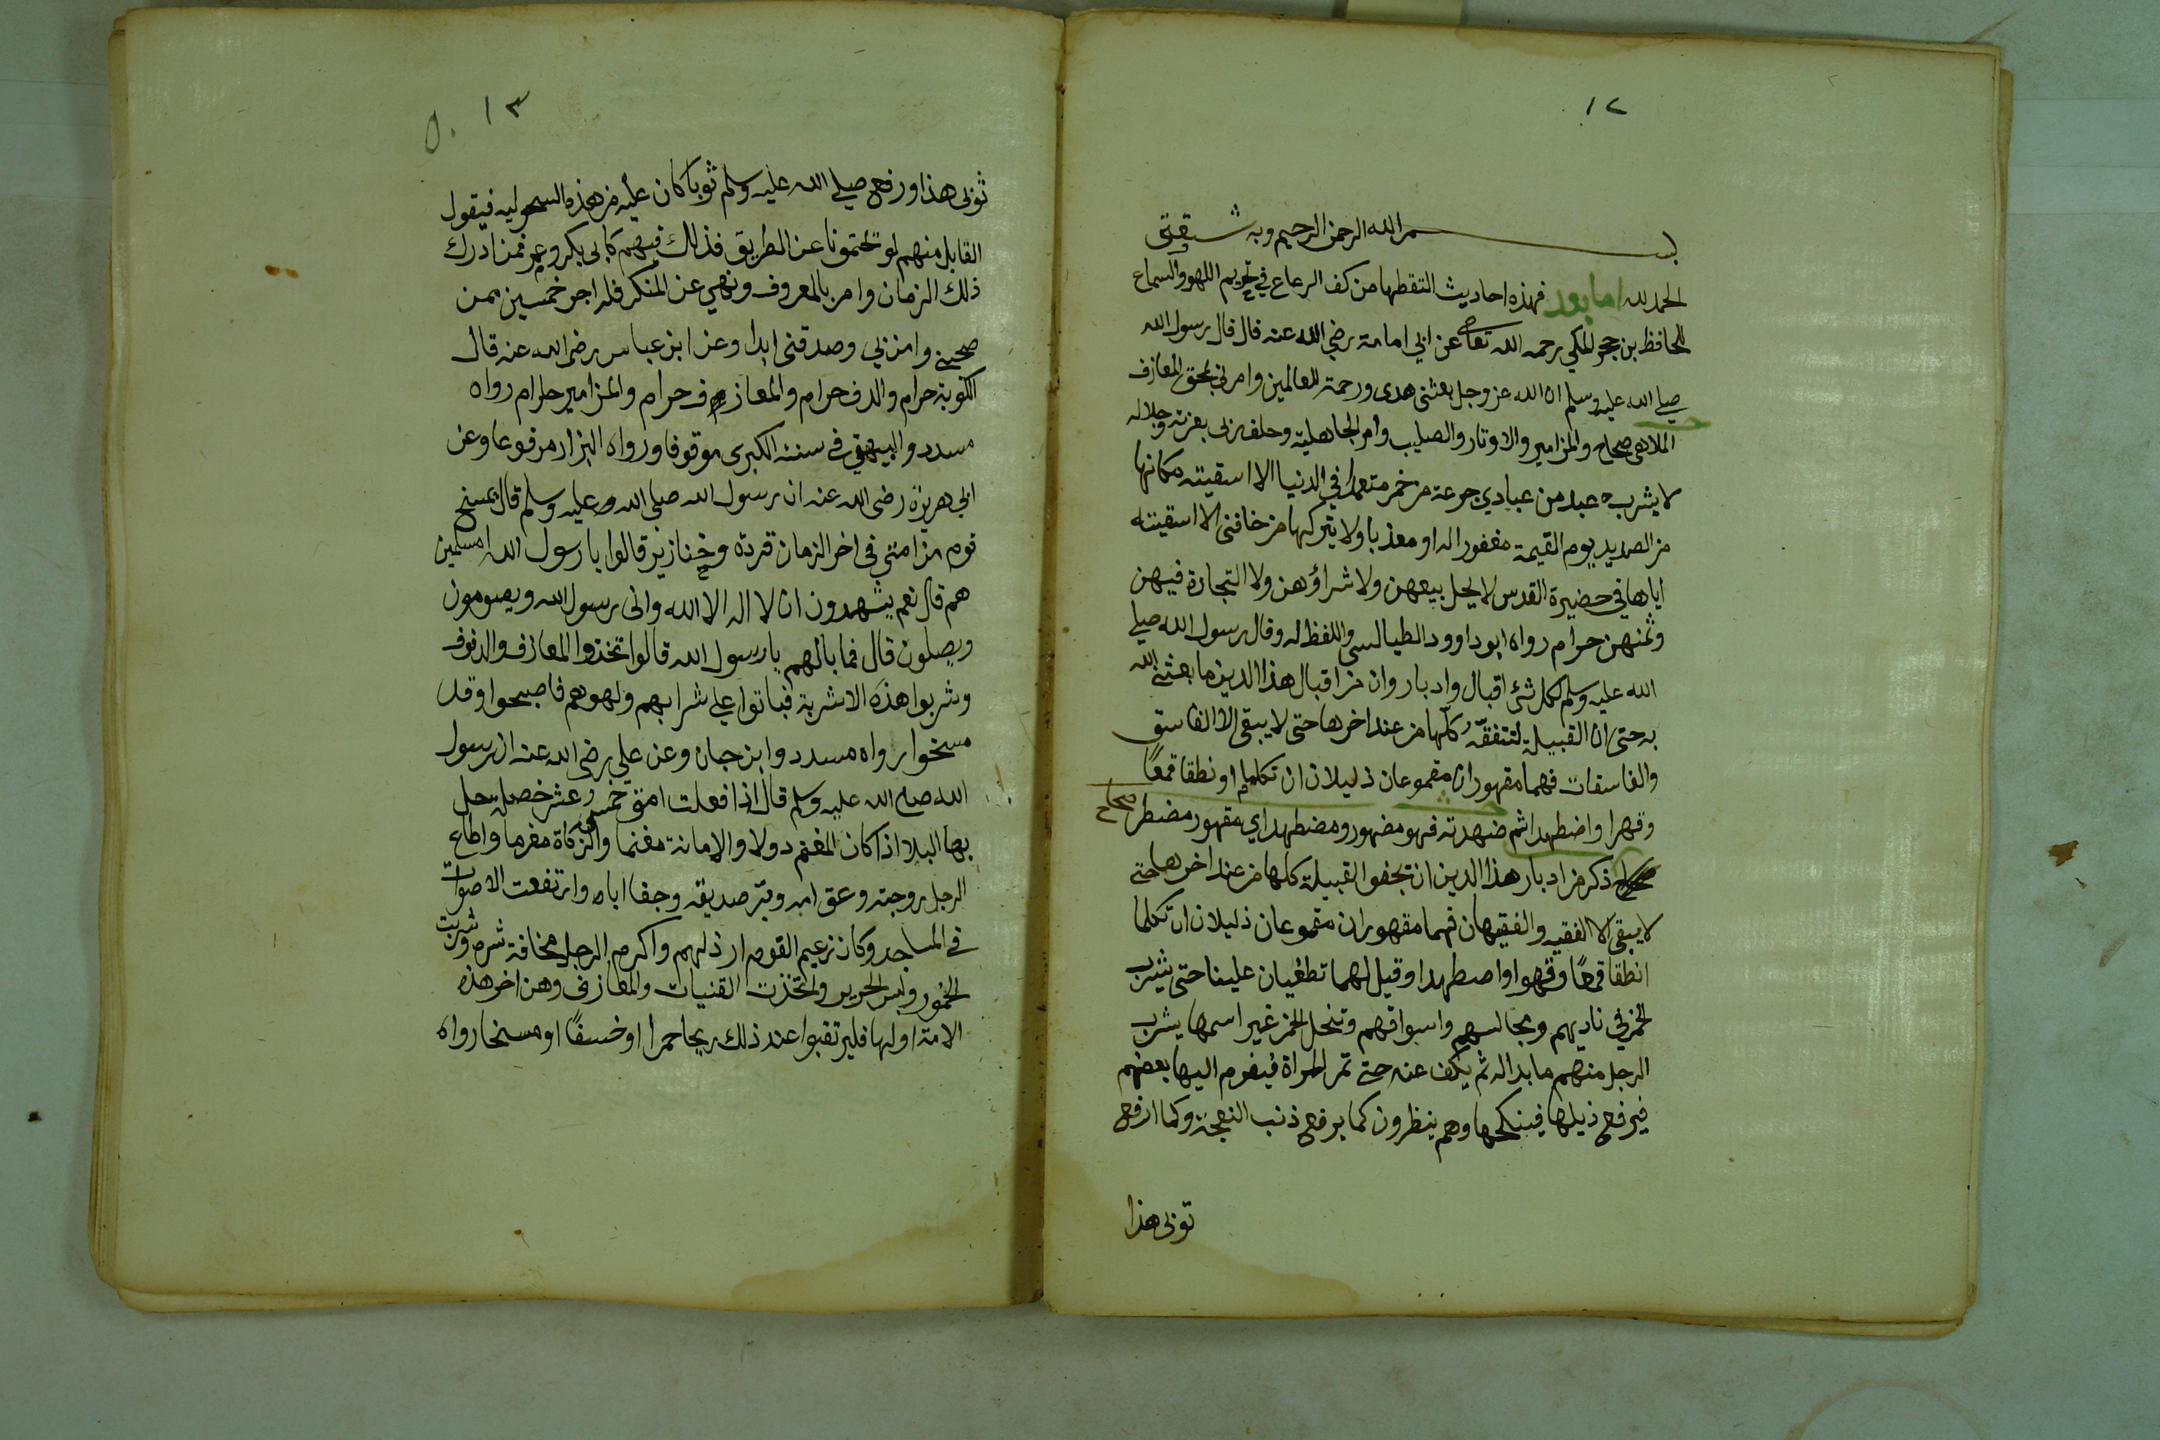 ١٢
بسم الله الرحمن الرحيم وبه ثقتي
الحمد لله اما بعد فهذه احاديث التقطها من كف الرعاع في تحريم اللهو والسماع
للحافظ بن حجر المكي رحمه الله تعالى عن ابي امامة رضي الله عنه قال قال رسول الله
صلى الله عليه وسلم ان الله عز وجل بعثني هدى ورحمة للعالمين وامرني بمحق المعازف
الملاهي صحاح والمزامير والاوتار والصليب وامر الجاهلية وحلف ربي بعزته وجلاله
لا يشرب عبد من عبادي جرعة من خمر متعمدا في الدنيا الا اسقيته مكانها
من الصديد يوم القيمة مغفورا له او معذبا ولا يتركها من خافني الا اسقيته
اياها في حضيرة القدس لا يحل بيعهن ولا شراؤهن ولا التجارة فيهن
وثمنهن حرام رواه ابو داوود الطيالسي واللفظ له وقال رسول الله صلى
الله عليه وسلم لكل شئ اقبال وادبار وان من اقبال هذا الدين ما بعثني الله
به حتى ان القبيلة لتتفقه كلها من عند اخرها حتى لا يبقى الا الفاسق
والفاسقان فهما مقهوران مقموعان ذليلان ان تكلما او نطقا قمعا
وقهرا واضطهدا ثم ضهدته فهو مضهور ومضطهد اي مقهور مضطر صحاح
ذكر من ادبار هذا الدين ان تجفوا القبيلة كلها من عند اخرها حتى
لا يبقى الا الفقيه والفقيهان فهما مقهوران مقموعان ذليلان ان تكلما
انطقا قمعا وقهوا واضطهدا وقيل لهما تطغيان علينا حتى يشرب
الخمر في ناديهم ومجالسهم واسواقهم وتنحل الخمر غير اسمها يشرب
الرجل منهم ما بدا له ثم يكف عنه حتى تمر المراة فيقوم اليها بعضهم
فيرفع ذيلها فينكحها وهم ينظرون كما يرفع ذنب النعجة وكما ارفع
ثوبي هذا
١٣
ثوبي هذا ورفع صلى الله عليه وسلم ثوبا كان عليه من هذه السحولية فيقول
القايل منهم لو تنحيتمونا عن الطريق فذلك فيهم كابي بكر وعمر فمن ادرك
ذلك الزمان وامر بالمعروف ونهي عن المنكر فله اجر خمسين ممن
صحبني وامن بي وصدقني ابدا وعن ابن عباس رضي الله عنه قال
الكوبة حرام والدف حرام والمعازف حرام والمزامير حرام رواه
مسدد والبيهقي في سننه الكبرى موقوفا ورواه البزار مرفوعا وعن
ابي هريرة رضي الله عنه ان رسول الله صلى الله عليه وسلم قال يمسخ
قوم من امتي في اخر الزمان قردة وخنازير قالوا يا رسول الله امسلمين
هم قال نعم يشهدون ان لا اله الا الله واني رسول الله ويصومون
ويصلون قال فما بالهم يا رسول الله قالوا اتخذوا المعازف والدفوف
وشربوا هذه الاشربة فباتوا على شرابهم ولهوهم فاصبحوا وقد
مسخوا رواه مسدد وابن حبان وعن علي رضي الله عنه ان رسول
الله صلى الله عليه وسلم قال اذا فعلت امتي خمس عشر خصلة حل
بها البلا اذا كان المغنم دولا والامانة مغنما والزكاة مغرما واطاع
الرجل زوجته وعق امه وبر صديقه وجفا اباه وارتفعت الاصوات
في المساجد وكان زعيم القوم ارذلهم واكرم الرجل مخافة شره وشربت
الخمور ولبس الحرير واتخذت القنيات والمعازف ولعن اخر هذه
الامة اولها فليرتقبوا عند ذلك ريحا حمرا او خسفا او مسخا رواه